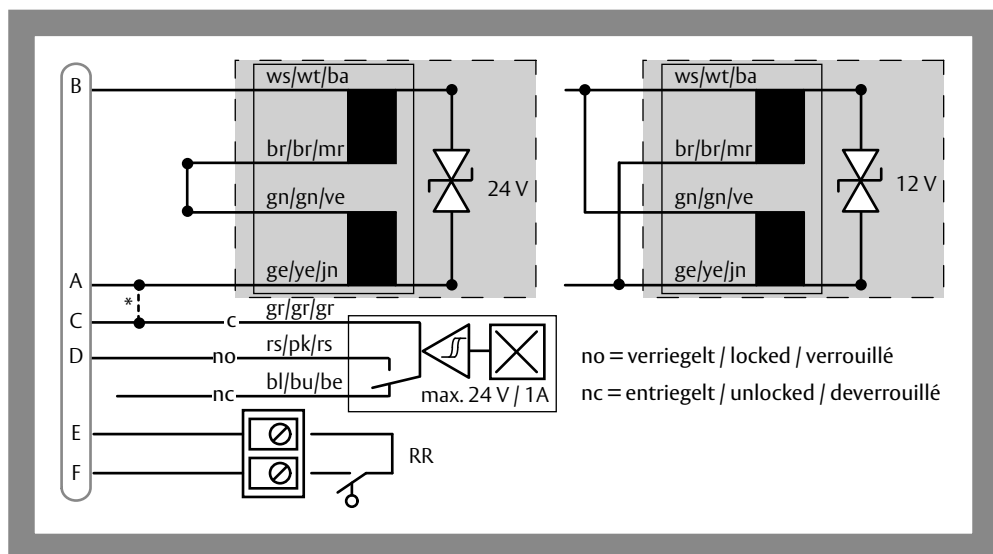 B
ws/wt/ba
br/br/mr
gn/gn/ve
24 V
ge/ye/jn
ws/wt/ba
br/br/mr
gn/gn/ve
12 V
ge/ye/jn
A
*
C
c
gr/gr/gr
D
no
rs/pk/rs
nc
bl/bu/be
max. 24 V / 1A
no = verriegelt / locked / verrouillé
nc = entriegelt / unlocked / deverrouillé
E
F
RR